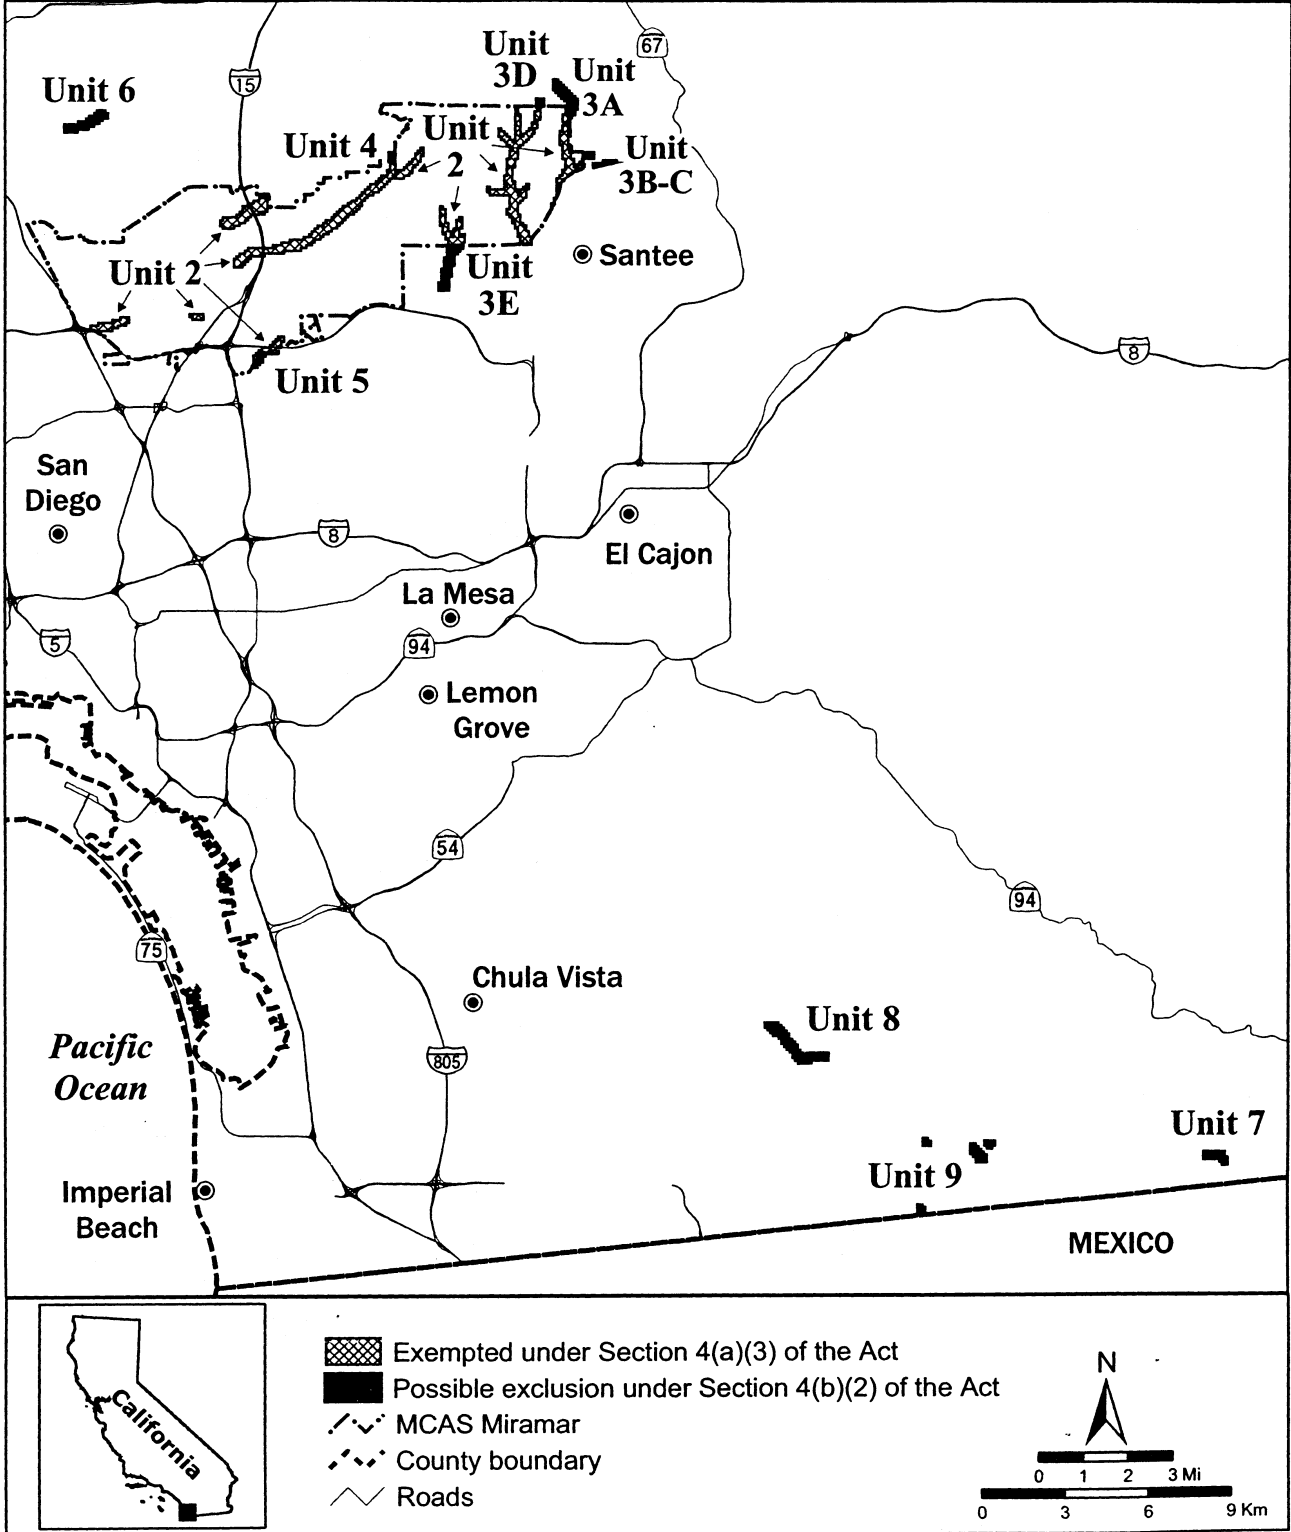 Unit
3D
67
Unit
3A
Unit 6
15
Unit
2
Unit 4
Unit
3B-C
Santee
Unit 2
Unit
3E
Unit 5
8
San
Diego
8
El Cajon
La Mesa
5
94
Lemon
Grove
54
94
75
Chula Vista
Unit 8
Pacific
Ocean
805
Unit 7
Unit 9
Imperial
Beach
MEXICO
California
Exempted under Section 4(a)(3) of the Act
Possible exclusion under Section 4(b)(2) of the Act
MCAS Miramar
County boundary
Roads
N
0 1 2 3 Mi
0 3 6 9 Km